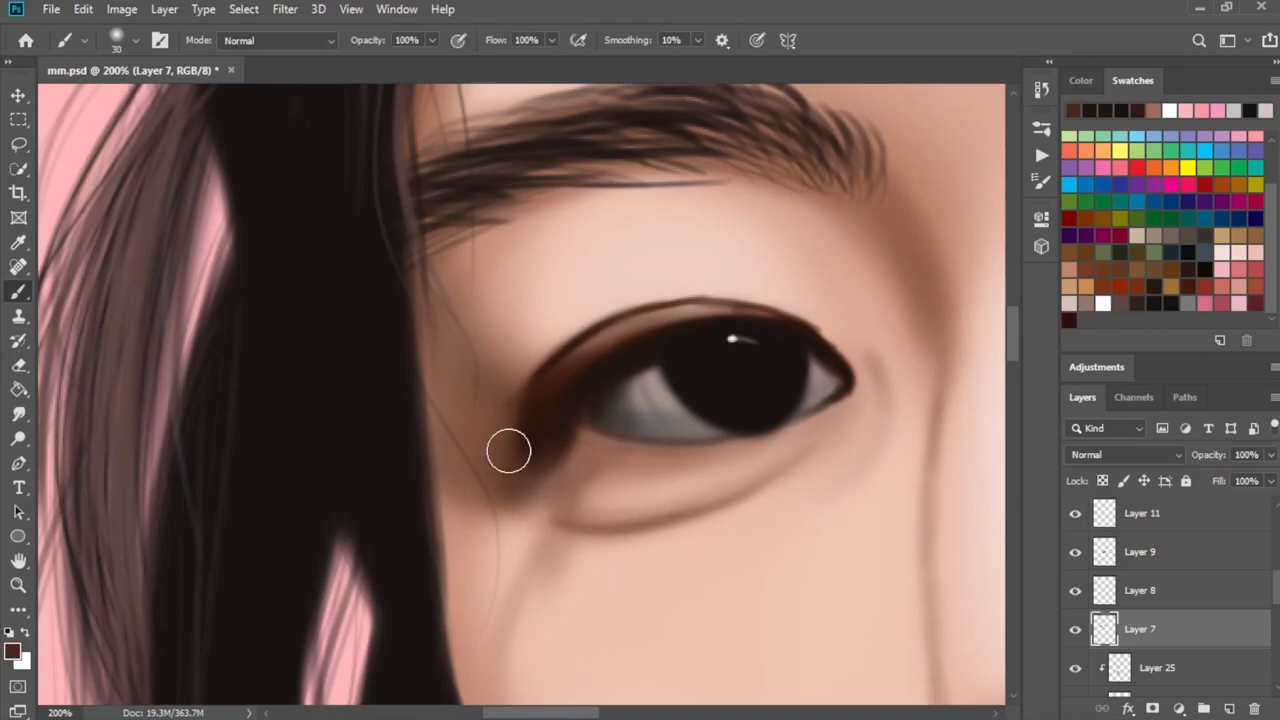 Ps File Edit Image Layer Type Select Filter 3D View Window Help
30 Mode: Normal Opacity: 100% Flow: 100% Smoothing: 10%
mm.psd @ 200% (Layer 7, RGB/8) *
Color Swatches
Adjustments
Layers Channels Paths
Kind
Normal Opacity: 100%
Lock: Fill: 100%
Layer 11
Layer 9
Layer 8
Layer 7
Layer 25
200% Doc: 19.3M/363.7M